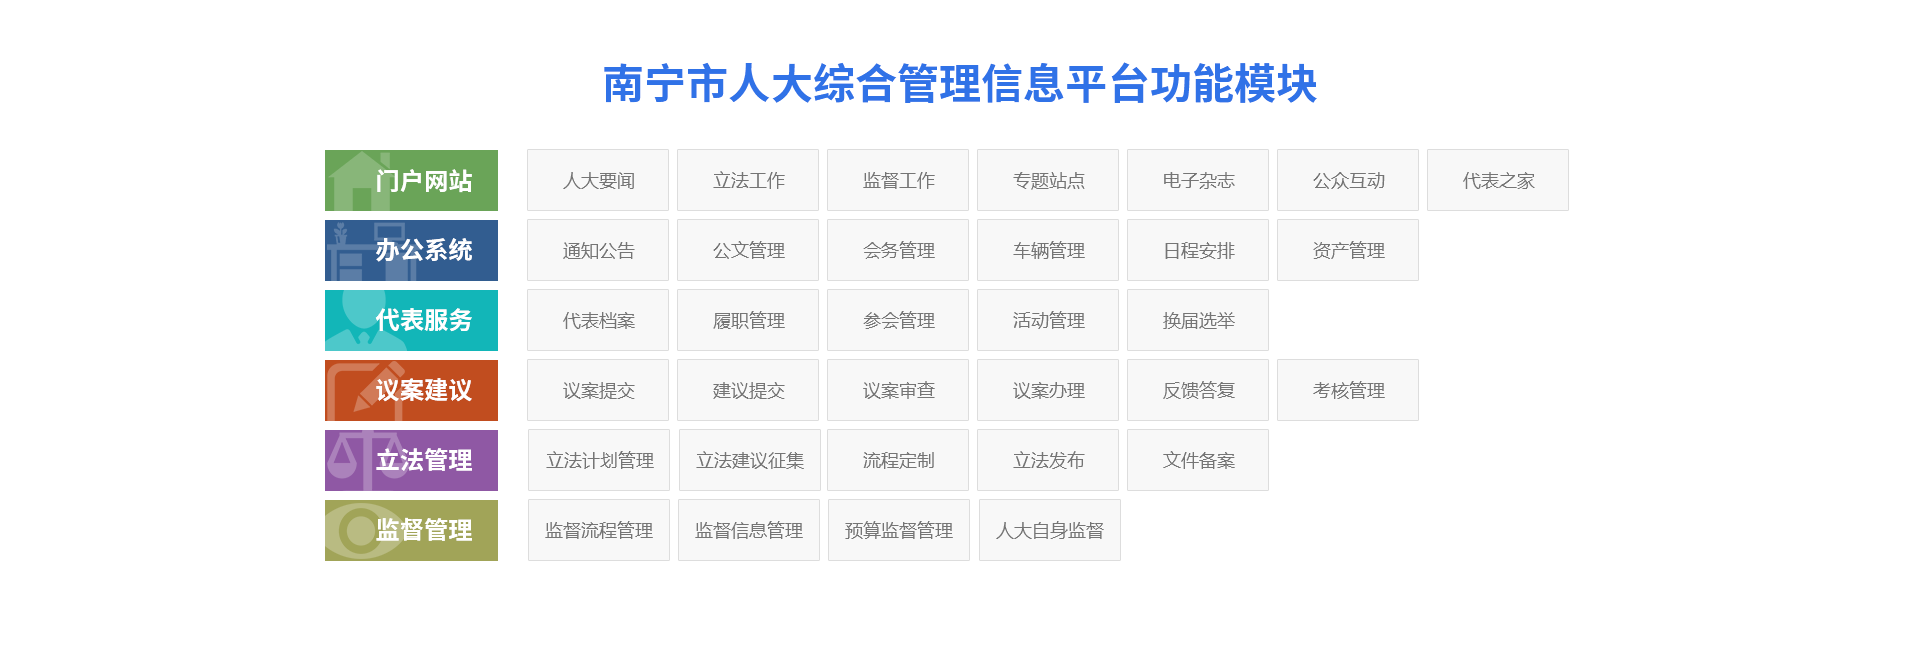 南宁市人大综合管理信息平台功能模块
门户网站 人大要闻 立法工作 监督工作 专题站点 电子杂志 公众互动 代表之家
办公系统 通知公告 公文管理 会务管理 车辆管理 日程安排 资产管理
代表服务 代表档案 履职管理 参会管理 活动管理 换届选举
议案建议 议案提交 建议提交 议案审查 议案办理 反馈答复 考核管理
立法管理 立法计划管理 立法建议征集 流程定制 立法发布 文件备案
监督管理 监督流程管理 监督信息管理 预算监督管理 人大自身监督